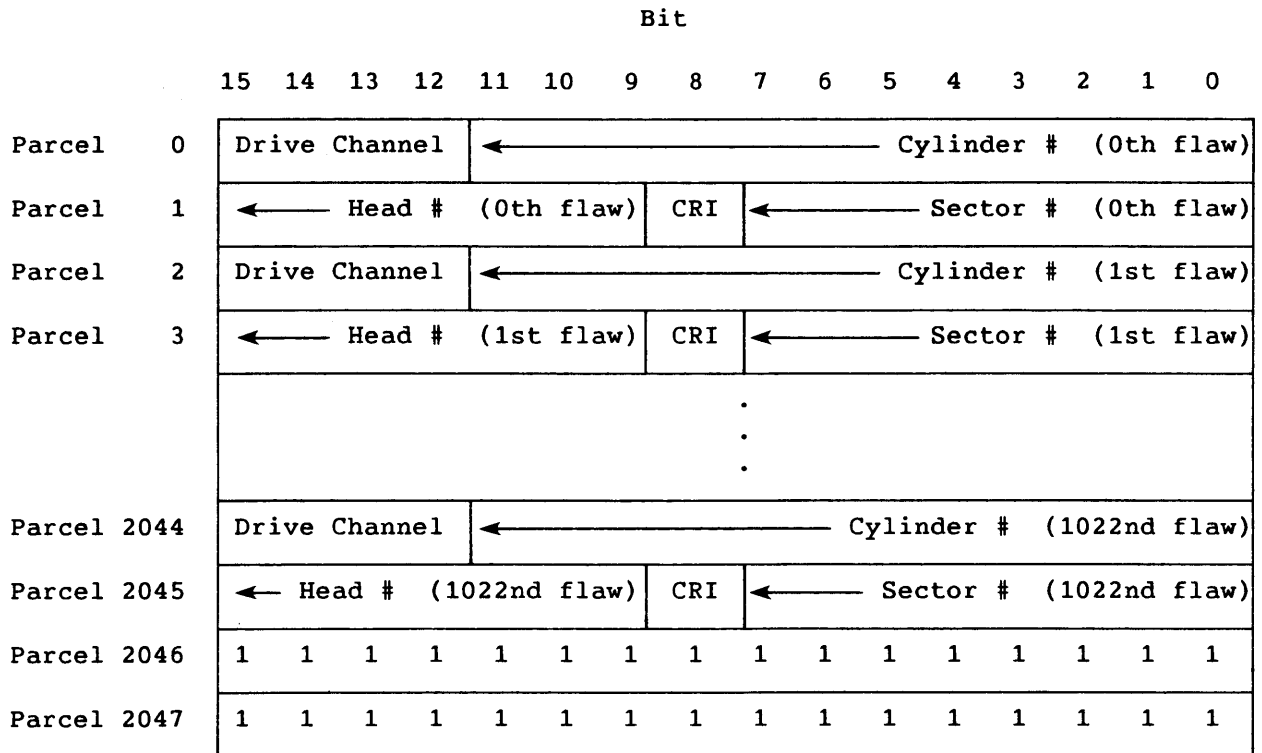 Bit
15 14 13 12 11 10 9 8 7 6 5 4 3 2 1 0
Parcel 0 Drive Channel Cylinder # (0th flaw)
Parcel 1 Head # (0th flaw) CRI Sector # (0th flaw)
Parcel 2 Drive Channel Cylinder # (1st flaw)
Parcel 3 Head # (1st flaw) CRI Sector # (1st flaw)
.
.
.
Parcel 2044 Drive Channel Cylinder # (1022nd flaw)
Parcel 2045 Head # (1022nd flaw) CRI Sector # (1022nd flaw)
Parcel 2046 1 1 1 1 1 1 1 1 1 1 1 1 1 1 1 1
Parcel 2047 1 1 1 1 1 1 1 1 1 1 1 1 1 1 1 1